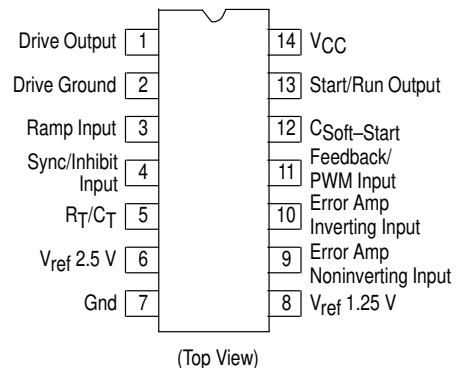 Drive Output 1
Drive Ground 2
Ramp Input 3
Sync/Inhibit
Input 4
RT/CT 5
Vref 2.5 V 6
Gnd 7
14 VCC
13 Start/Run Output
12 CSoft–Start
11 Feedback/
PWM Input
10 Error Amp
Inverting Input
9 Error Amp
Noninverting Input
8 Vref 1.25 V
(Top View)